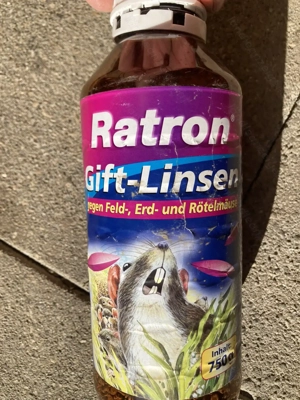 Ratron®
Gift-Linsen
gegen Feld-, Erd- und Rötelmäuse
Inhalt:
750 g